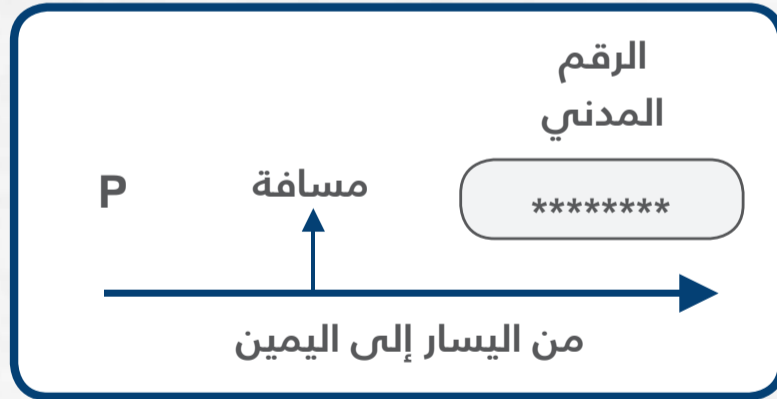 الرقم
المدني
P مسافة ********
من اليسار إلى اليمين